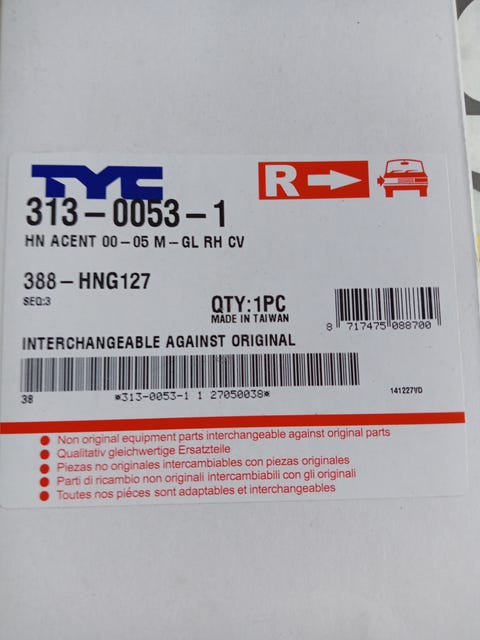 TYC
R
313-0053-1
HN ACENT 00-05 M-GL RH CV
388-HNG127
SEQ:3
QTY:1PC
MADE IN TAIWAN
8 717475 088700
INTERCHANGEABLE AGAINST ORIGINAL
38
*313-0053-1 1 27050038*
141227VD
Non original equipment parts interchangeable against original parts
Qualitativ gleichwertige Ersatzteile
Piezas no originales intercambiables con piezas originales
Parti di ricambio non originali intercambiabili con gli originali
Toutes nos piéces sont adaptables et interchangeables